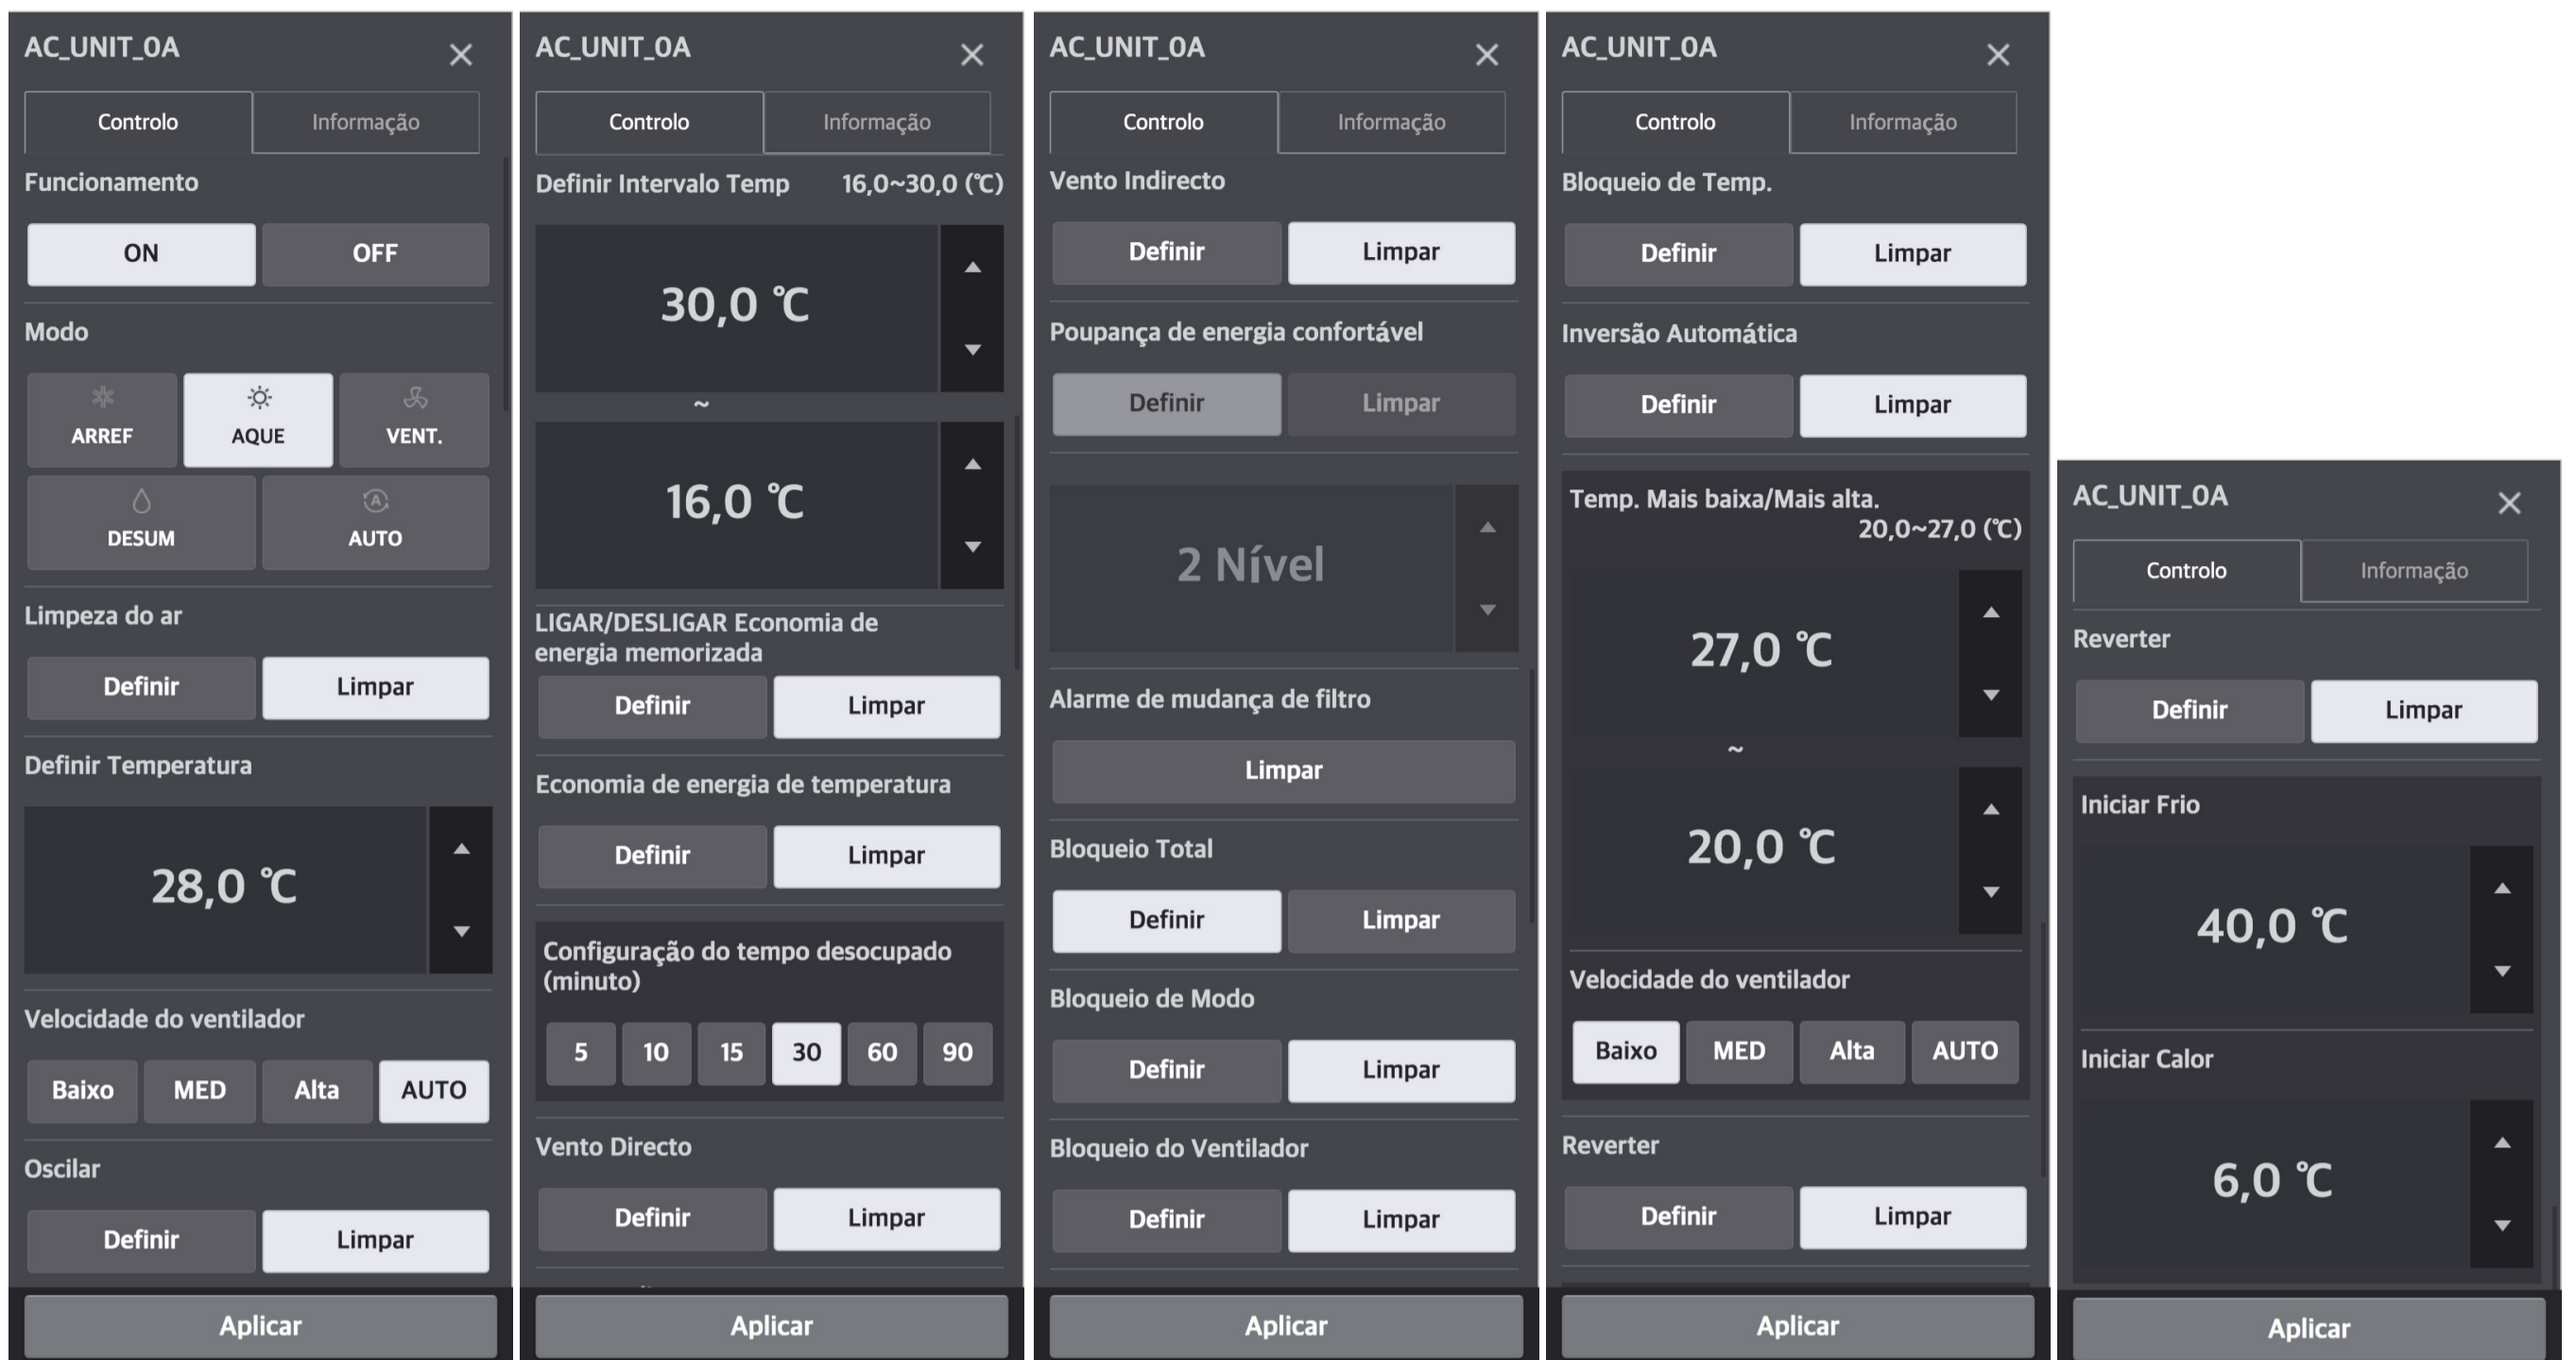 AC_UNIT_0A
Controlo Informação
Funcionamento
ON OFF
Modo
ARREF AQUE VENT.
DESUM AUTO
Limpeza do ar
Definir Limpar
Definir Temperatura
28,0 ℃
Velocidade do ventilador
Baixo MED Alta AUTO
Oscilar
Definir Limpar
Aplicar
AC_UNIT_0A
Controlo Informação
Definir Intervalo Temp 16,0~30,0 (℃)
30,0 ℃
~
16,0 ℃
LIGAR/DESLIGAR Economia de
energia memorizada
Definir Limpar
Economia de energia de temperatura
Definir Limpar
Configuração do tempo desocupado
(minuto)
5 10 15 30 60 90
Vento Directo
Definir Limpar
Aplicar
AC_UNIT_0A
Controlo Informação
Vento Indirecto
Definir Limpar
Poupança de energia confortável
Definir Limpar
2 Nível
Alarme de mudança de filtro
Limpar
Bloqueio Total
Definir Limpar
Bloqueio de Modo
Definir Limpar
Bloqueio do Ventilador
Definir Limpar
Aplicar
AC_UNIT_0A
Controlo Informação
Bloqueio de Temp.
Definir Limpar
Inversão Automática
Definir Limpar
Temp. Mais baixa/Mais alta.
20,0~27,0 (℃)
27,0 ℃
~
20,0 ℃
Velocidade do ventilador
Baixo MED Alta AUTO
Reverter
Definir Limpar
Aplicar
AC_UNIT_0A
Controlo Informação
Reverter
Definir Limpar
Iniciar Frio
40,0 ℃
Iniciar Calor
6,0 ℃
Aplicar